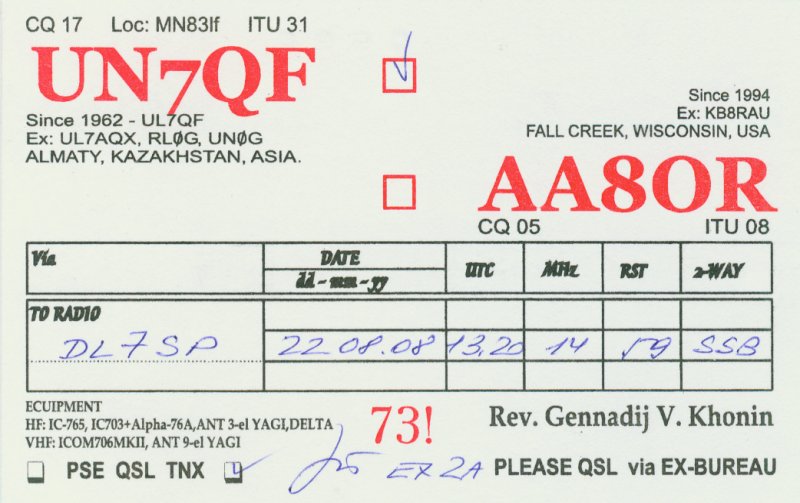 CQ 17 Loc: MN83lf ITU 31
UN7QF
Since 1962 - UL7QF
Ex: UL7AQX, RLØG, UNØG
ALMATY, KAZAKHSTAN, ASIA.
Since 1994
Ex: KB8RAU
FALL CREEK, WISCONSIN, USA
AA8OR
CQ 05 ITU 08
Via DATE UTC MHz RST 2-WAY
dd - mm - yy
TO RADIO
DL7SP 22.08.08 13.20 14 59 SSB
ECUIPMENT
HF: IC-765, IC703+Alpha-76A,ANT 3-el YAGI,DELTA
VHF: ICOM706MKII, ANT 9-el YAGI
73!
Rev. Gennadij V. Khonin
PSE QSL TNX EX2A PLEASE QSL via EX-BUREAU